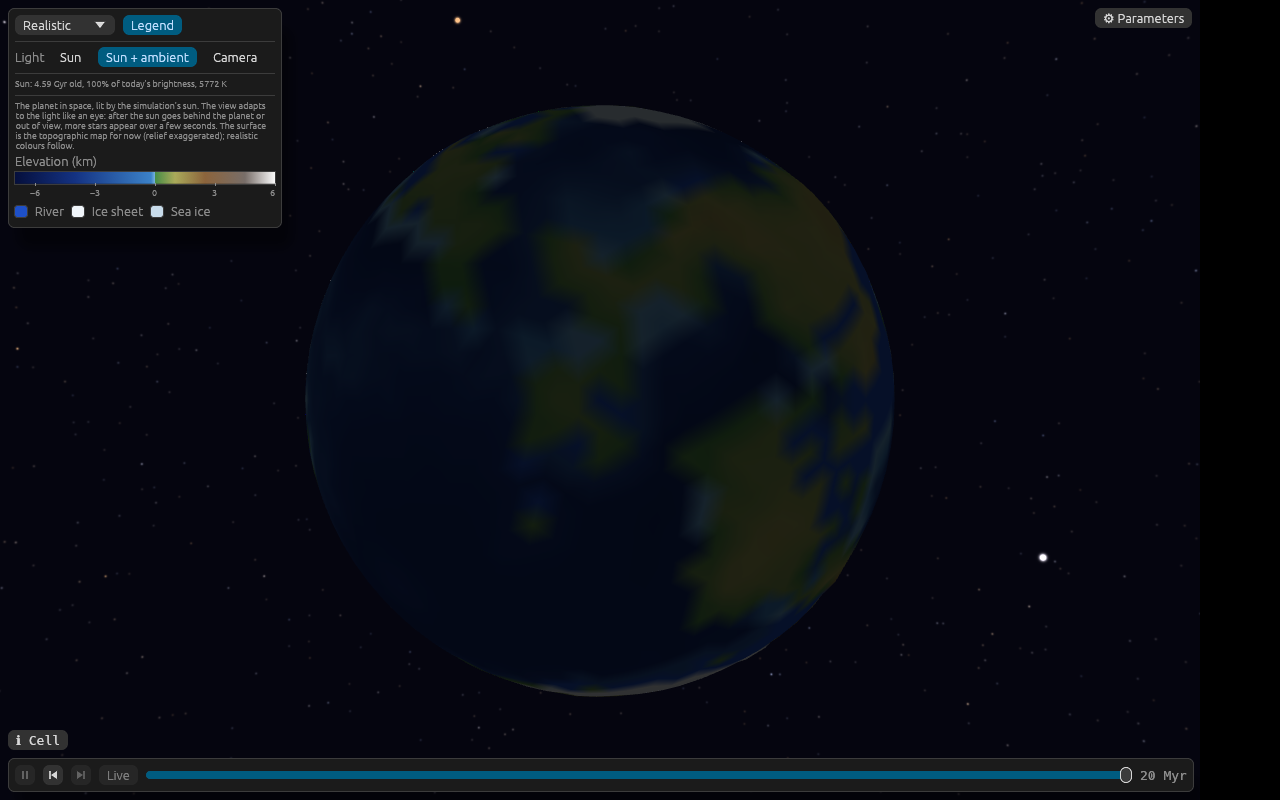 Realistic
Legend
⚙ Parameters
Light Sun Sun + ambient Camera
Sun: 4.59 Gyr old, 100% of today's brightness, 5772 K
The planet in space, lit by the simulation's sun. The view adapts
to the light like an eye: after the sun goes behind the planet or
out of view, more stars appear over a few seconds. The surface
is the topographic map for now (relief exaggerated); realistic
colours follow.
Elevation (km)
−6 −3 0 3 6
River Ice sheet Sea ice
ℹ Cell
Live
20 Myr